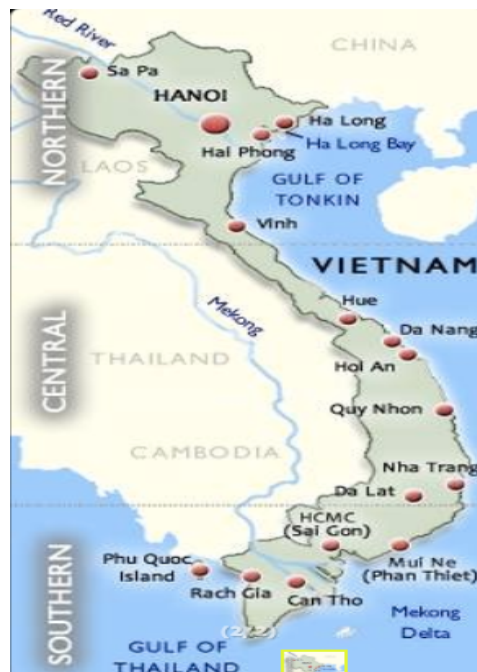 Red River
CHINA
Sa Pa
HANOI
Ha Long
Ha Long Bay
Hai Phong
NORTHERN
LAOS
GULF OF
TONKIN
Vinh
VIETNAM
Mekong
Hue
Da Nang
Hoi An
CENTRAL
THAILAND
Quy Nhon
CAMBODIA
Nha Trang
Da Lat
HCMC
(Sai Gon)
Mui Ne
(Phan Thiet)
Phu Quoc
Island
Rach Gia
Can Tho
SOUTHERN
Mekong
Delta
(2/2)
GULF OF
THAILAND